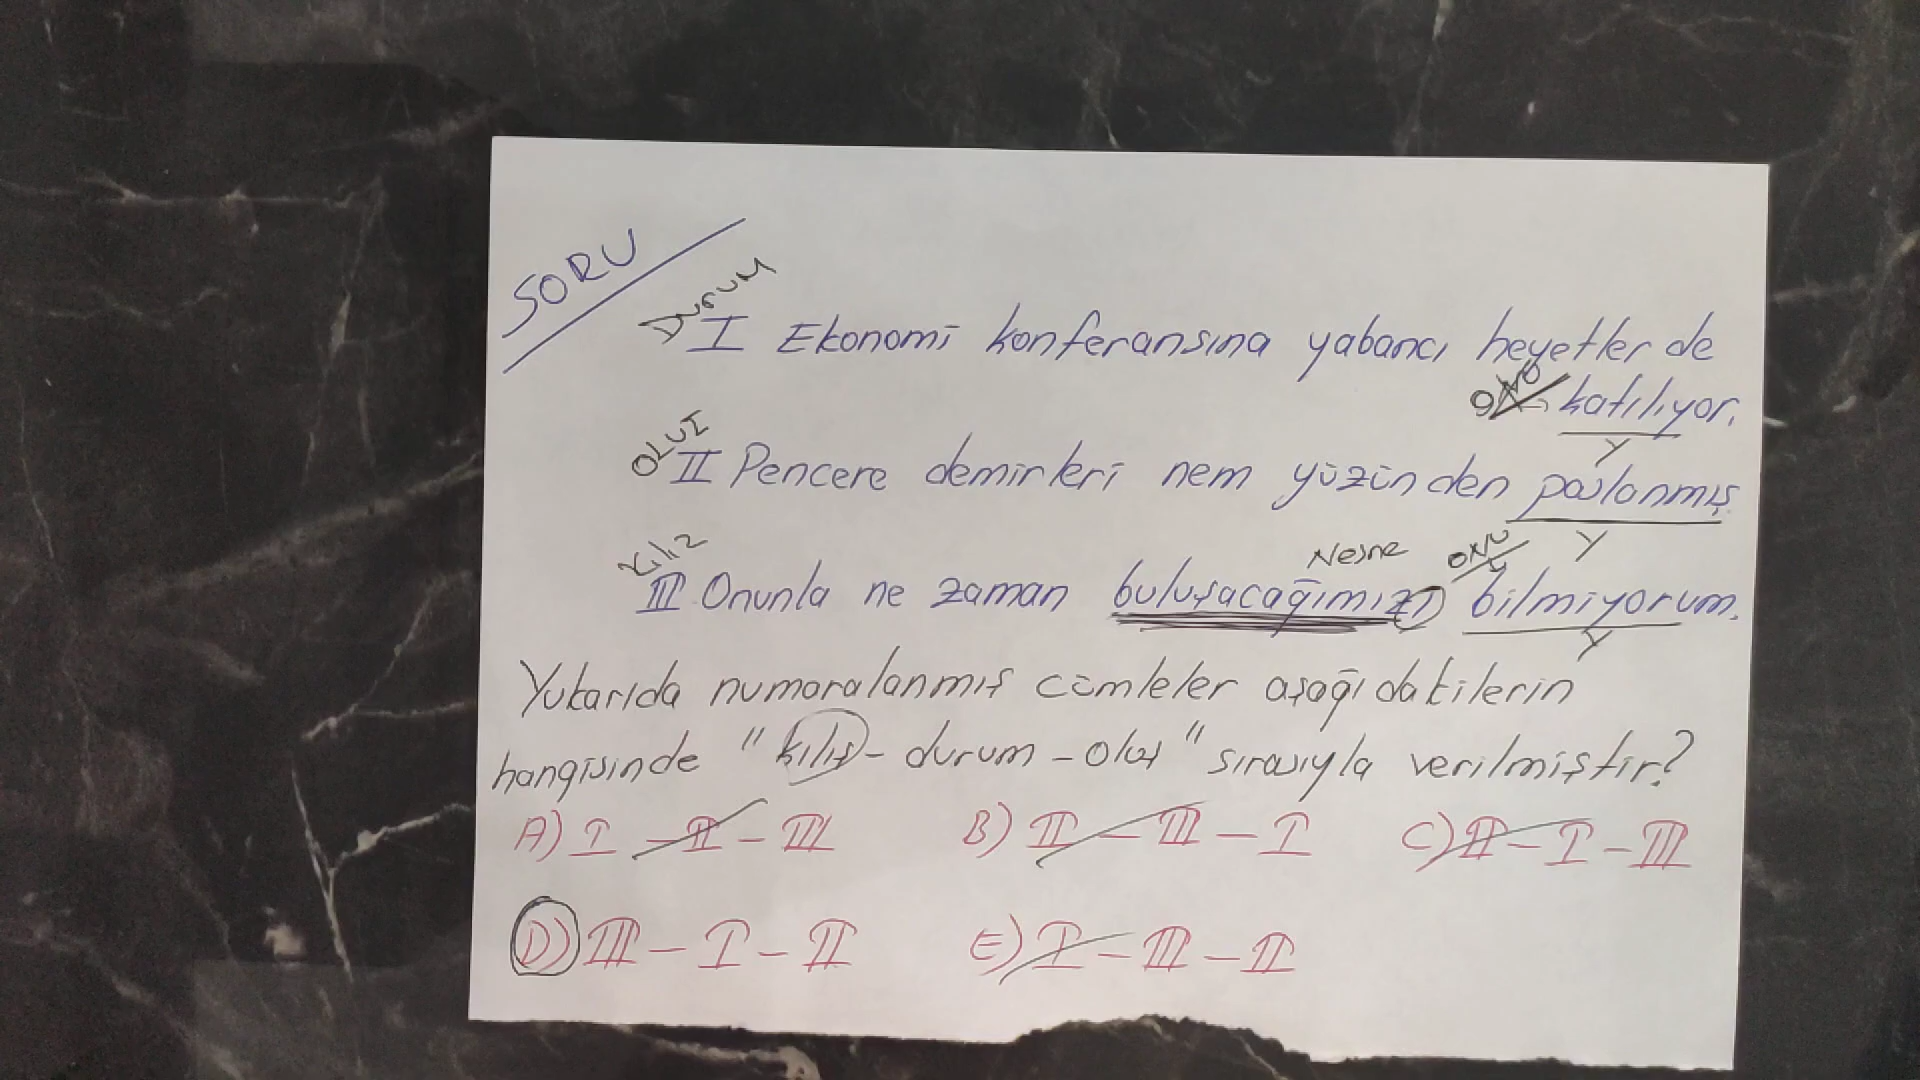 SORU
Durum
I Ekonomi konferansına yabancı heyetler de
katılıyor.
Y
OLUŞ
II Pencere demirleri nem yüzünden paslanmış.
Y
Kılış Nesne onu
III Onunla ne zaman buluşacağımızı bilmiyorum.
Y
Yukarıda numaralanmış cümleler aşağıdakilerin
hangisinde "kılış - durum - oluş" sırasıyla verilmiştir?
A) I - II - III B) II - III - I C) II - I - III
D) III - I - II E) I - III - II